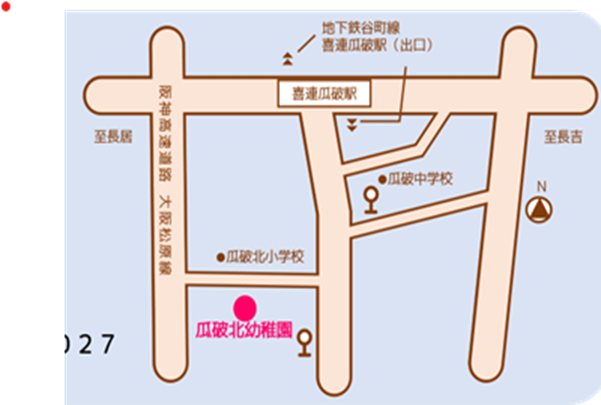 地下鉄谷町線
喜連瓜破駅（出口）
喜連瓜破駅
至長居
至長吉
阪神高速道路 大阪松原線
●瓜破中学校
N
●瓜破北小学校
瓜破北幼稚園
027